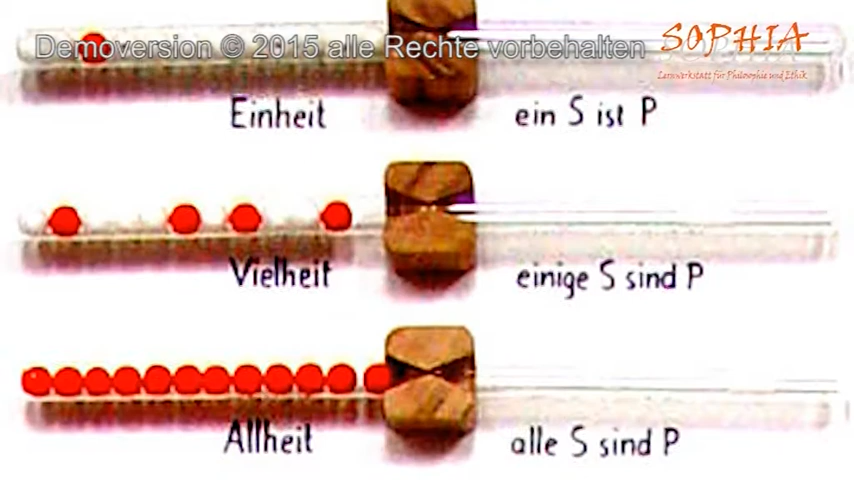 Demoversion © 2015 alle Rechte vorbehalten
SOPHIA
Lernwerkstatt für Philosophie und Ethik
Einheit
ein S ist P
Vielheit
einige S sind P
Allheit
alle S sind P